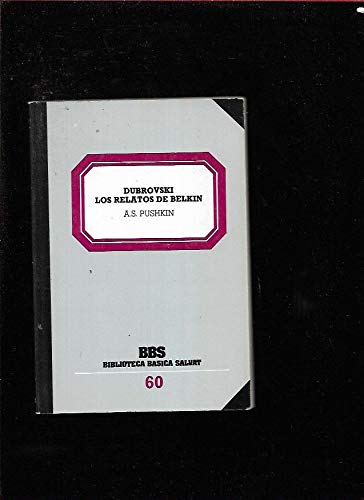 DUBROVSKI
LOS RELATOS DE BELKIN
A.S. PUSHKIN
BBS
BIBLIOTECA BASICA SALVAT
60